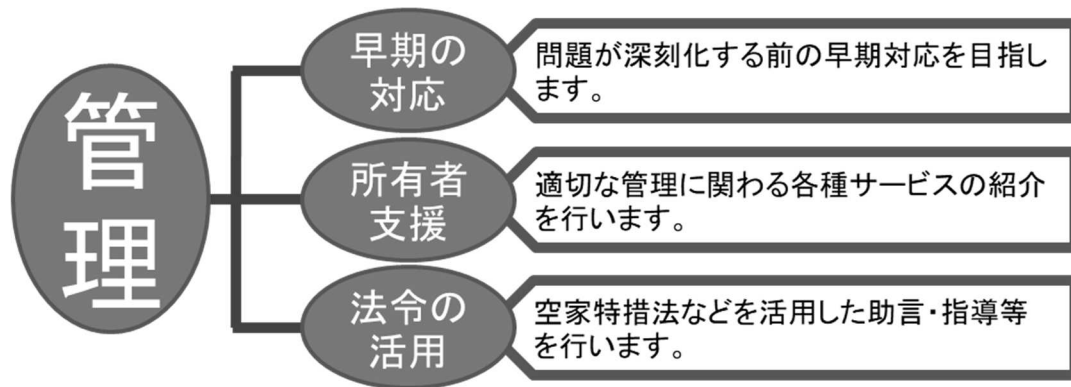 管
理
早期の
対応
問題が深刻化する前の早期対応を目指し
ます。
所有者
支援
適切な管理に関わる各種サービスの紹介
を行います。
法令の
活用
空家特措法などを活用した助言・指導等
を行います。